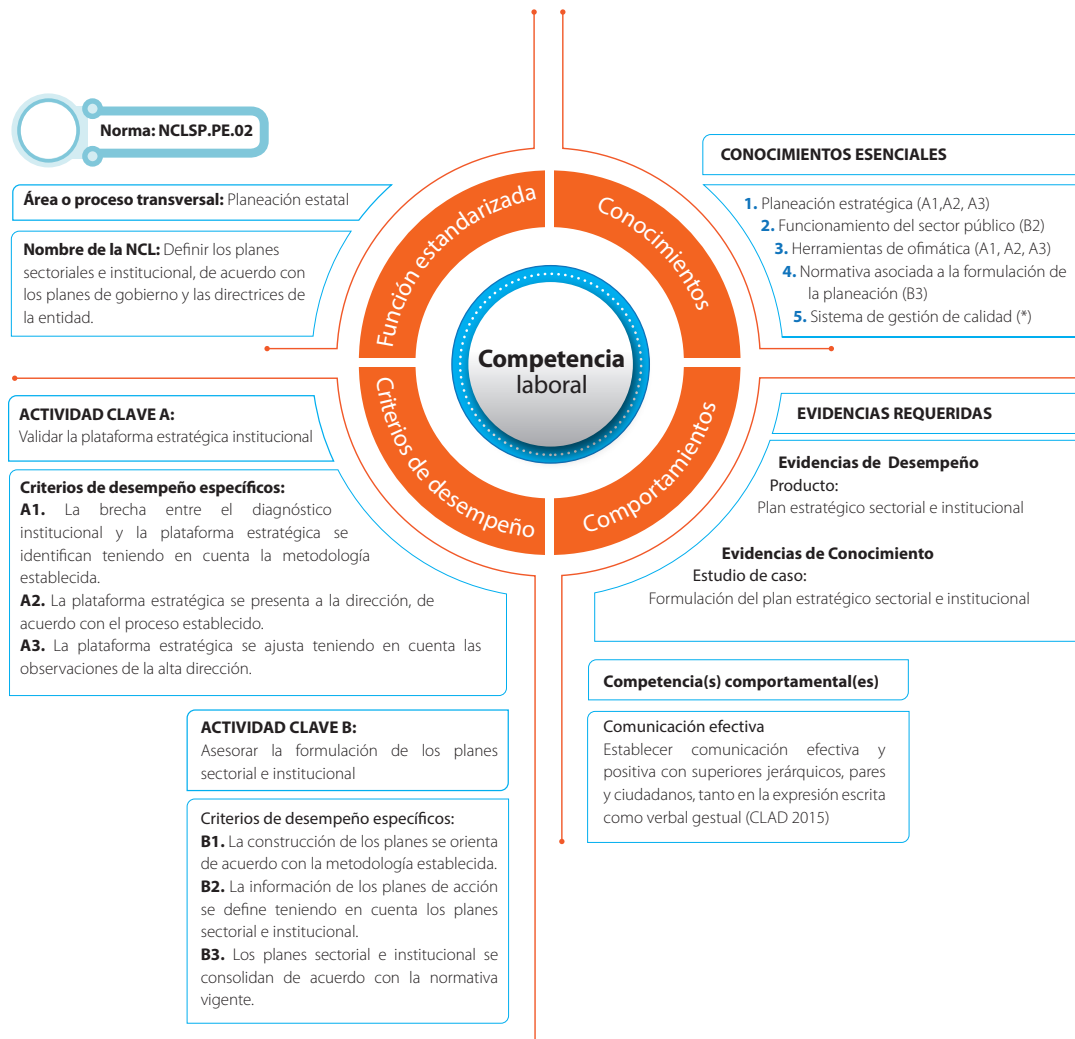 Norma: NCLSP.PE.02
Área o proceso transversal: Planeación estatal
Nombre de la NCL: Definir los planes
sectoriales e institucional, de acuerdo con
los planes de gobierno y las directrices de
la entidad.
Función estandarizada
Conocimientos
Criterios de desempeño
Comportamientos
Competencia
laboral
CONOCIMIENTOS ESENCIALES
1. Planeación estratégica (A1,A2, A3)
2. Funcionamiento del sector público (B2)
3. Herramientas de ofimática (A1, A2, A3)
4. Normativa asociada a la formulación de
la planeación (B3)
5. Sistema de gestión de calidad (*)
ACTIVIDAD CLAVE A:
Validar la plataforma estratégica institucional
Criterios de desempeño específicos:
A1. La brecha entre el diagnóstico
institucional y la plataforma estratégica se
identifican teniendo en cuenta la metodología
establecida.
A2. La plataforma estratégica se presenta a la dirección, de
acuerdo con el proceso establecido.
A3. La plataforma estratégica se ajusta teniendo en cuenta las
observaciones de la alta dirección.
ACTIVIDAD CLAVE B:
Asesorar la formulación de los planes
sectorial e institucional
Criterios de desempeño específicos:
B1. La construcción de los planes se orienta
de acuerdo con la metodología establecida.
B2. La información de los planes de acción
se define teniendo en cuenta los planes
sectorial e institucional.
B3. Los planes sectorial e institucional se
consolidan de acuerdo con la normativa
vigente.
EVIDENCIAS REQUERIDAS
Evidencias de Desempeño
Producto:
Plan estratégico sectorial e institucional
Evidencias de Conocimiento
Estudio de caso:
Formulación del plan estratégico sectorial e institucional
Competencia(s) comportamental(es)
Comunicación efectiva
Establecer comunicación efectiva y
positiva con superiores jerárquicos, pares
y ciudadanos, tanto en la expresión escrita
como verbal gestual (CLAD 2015)